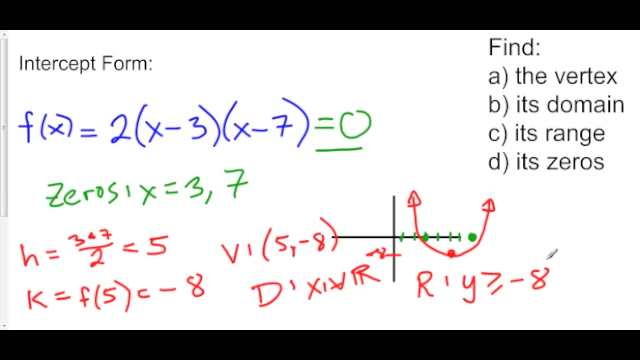 Intercept Form:
f(x) = 2(x-3)(x-7) = 0
zeros: x = 3, 7
h = 3+7/2 = 5
K = f(5) = -8
V: (5, -8)
-8
R: y ≥ -8
Find:
a) the vertex
b) its domain
c) its range
d) its zeros